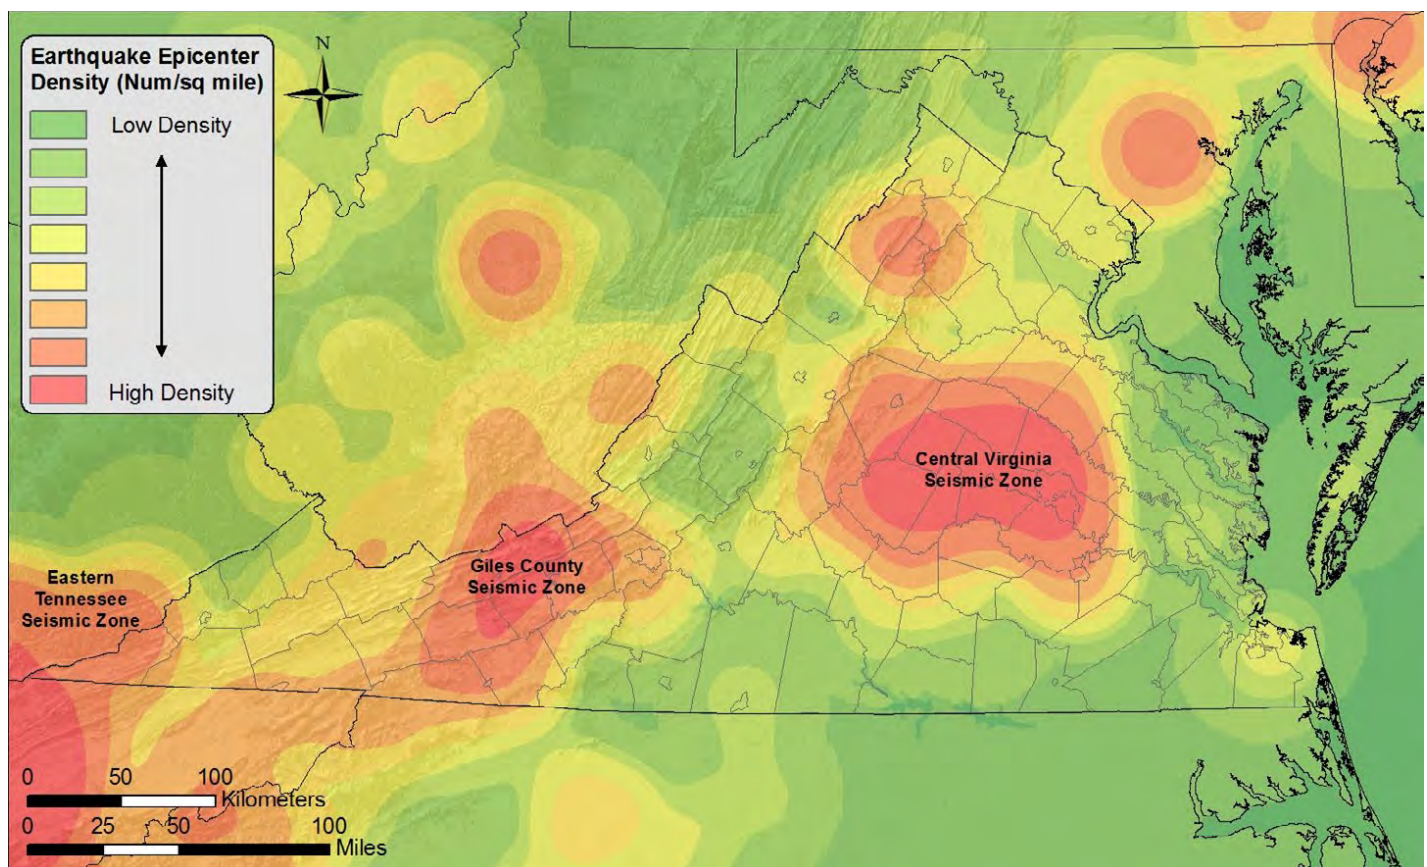 Earthquake Epicenter
Density (Num/sq mile)
Low Density
High Density
N
Central Virginia
Seismic Zone
Giles County
Seismic Zone
Eastern
Tennessee
Seismic Zone
0 50 100
Kilometers
0 25 50 100
Miles